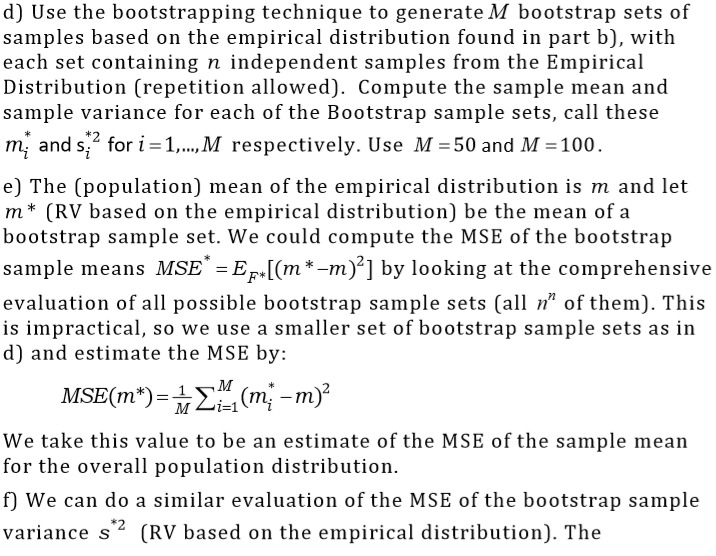 d) Use the bootstrapping technique to generate M bootstrap sets of
samples based on the empirical distribution found in part b), with
each set containing n independent samples from the Empirical
Distribution (repetition allowed).  Compute the sample mean and
sample variance for each of the Bootstrap sample sets, call these
m_i^* and s_i^{*2} for i=1,...,M respectively. Use M=50 and M=100.
e) The (population) mean of the empirical distribution is m and let
m* (RV based on the empirical distribution) be the mean of a
bootstrap sample set. We could compute the MSE of the bootstrap
sample means MSE^* = E_{F*}[(m*−m)^2] by looking at the comprehensive
evaluation of all possible bootstrap sample sets (all n^n of them). This
is impractical, so we use a smaller set of bootstrap sample sets as in
d) and estimate the MSE by:
MSE(m*) = \frac{1}{M} \sum_{i=1}^{M} (m_i^* − m)^2
We take this value to be an estimate of the MSE of the sample mean
for the overall population distribution.
f) We can do a similar evaluation of the MSE of the bootstrap sample
variance s^{*2} (RV based on the empirical distribution). The